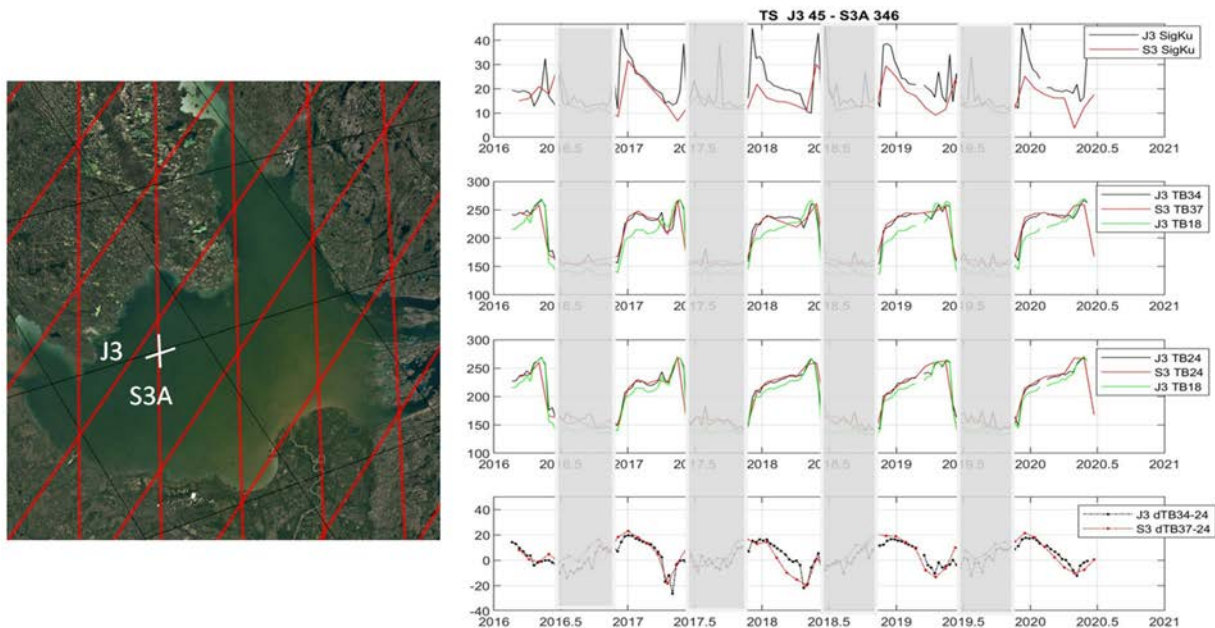 J3
S3A
TS J3 45 - S3A 346
40
30
20
10
0
J3 SigKu
S3 SigKu
2016 2016.5 2017 2017.5 2018 2018.5 2019 2019.5 2020 2020.5 2021
300
250
200
150
100
J3 TB34
S3 TB37
J3 TB18
2016 2016.5 2017 2017.5 2018 2018.5 2019 2019.5 2020 2020.5 2021
300
250
200
150
100
J3 TB24
S3 TB24
J3 TB18
2016 2016.5 2017 2017.5 2018 2018.5 2019 2019.5 2020 2020.5 2021
40
20
0
-20
-40
J3 dTB34-24
S3 dTB37-24
2016 2016.5 2017 2017.5 2018 2018.5 2019 2019.5 2020 2020.5 2021